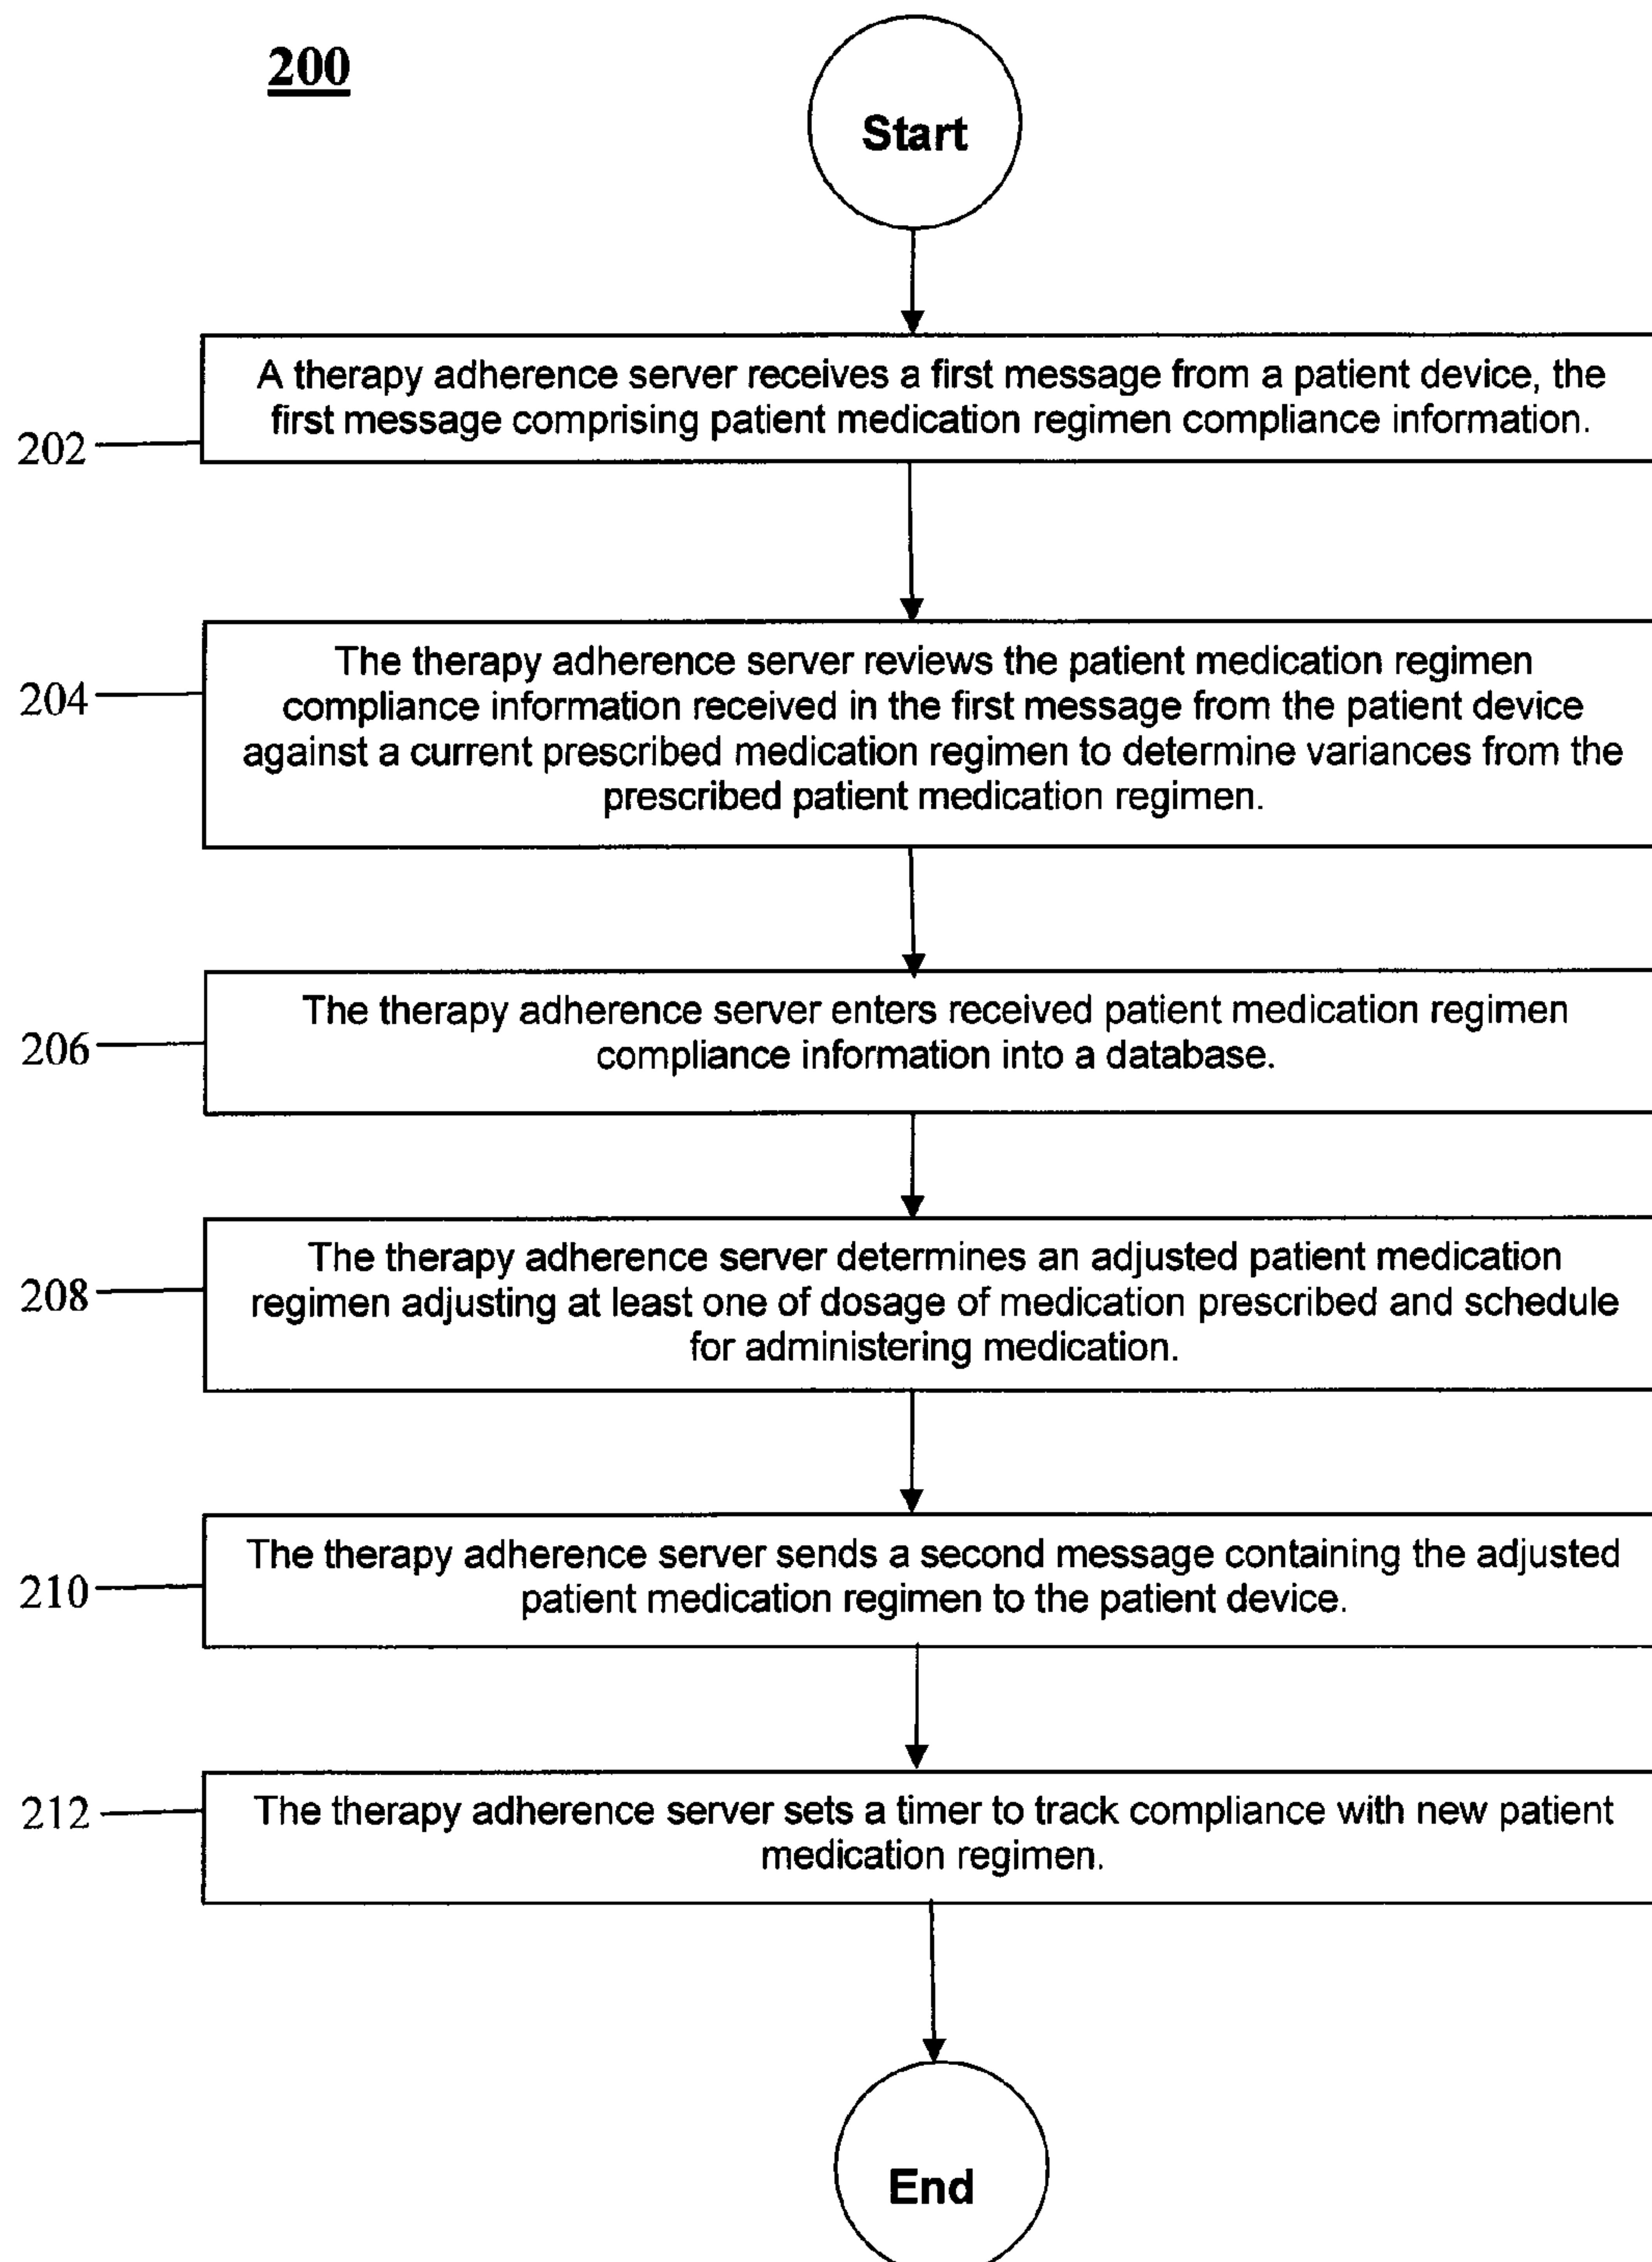 200
Start
A therapy adherence server receives a first message from a patient device, the
first message comprising patient medication regimen compliance information.
202
The therapy adherence server reviews the patient medication regimen
compliance information received in the first message from the patient device
against a current prescribed medication regimen to determine variances from the
prescribed patient medication regimen.
204
The therapy adherence server enters received patient medication regimen
compliance information into a database.
206
The therapy adherence server determines an adjusted patient medication
regimen adjusting at least one of dosage of medication prescribed and schedule
for administering medication.
208
The therapy adherence server sends a second message containing the adjusted
patient medication regimen to the patient device.
210
The therapy adherence server sets a timer to track compliance with new patient
medication regimen.
212
End